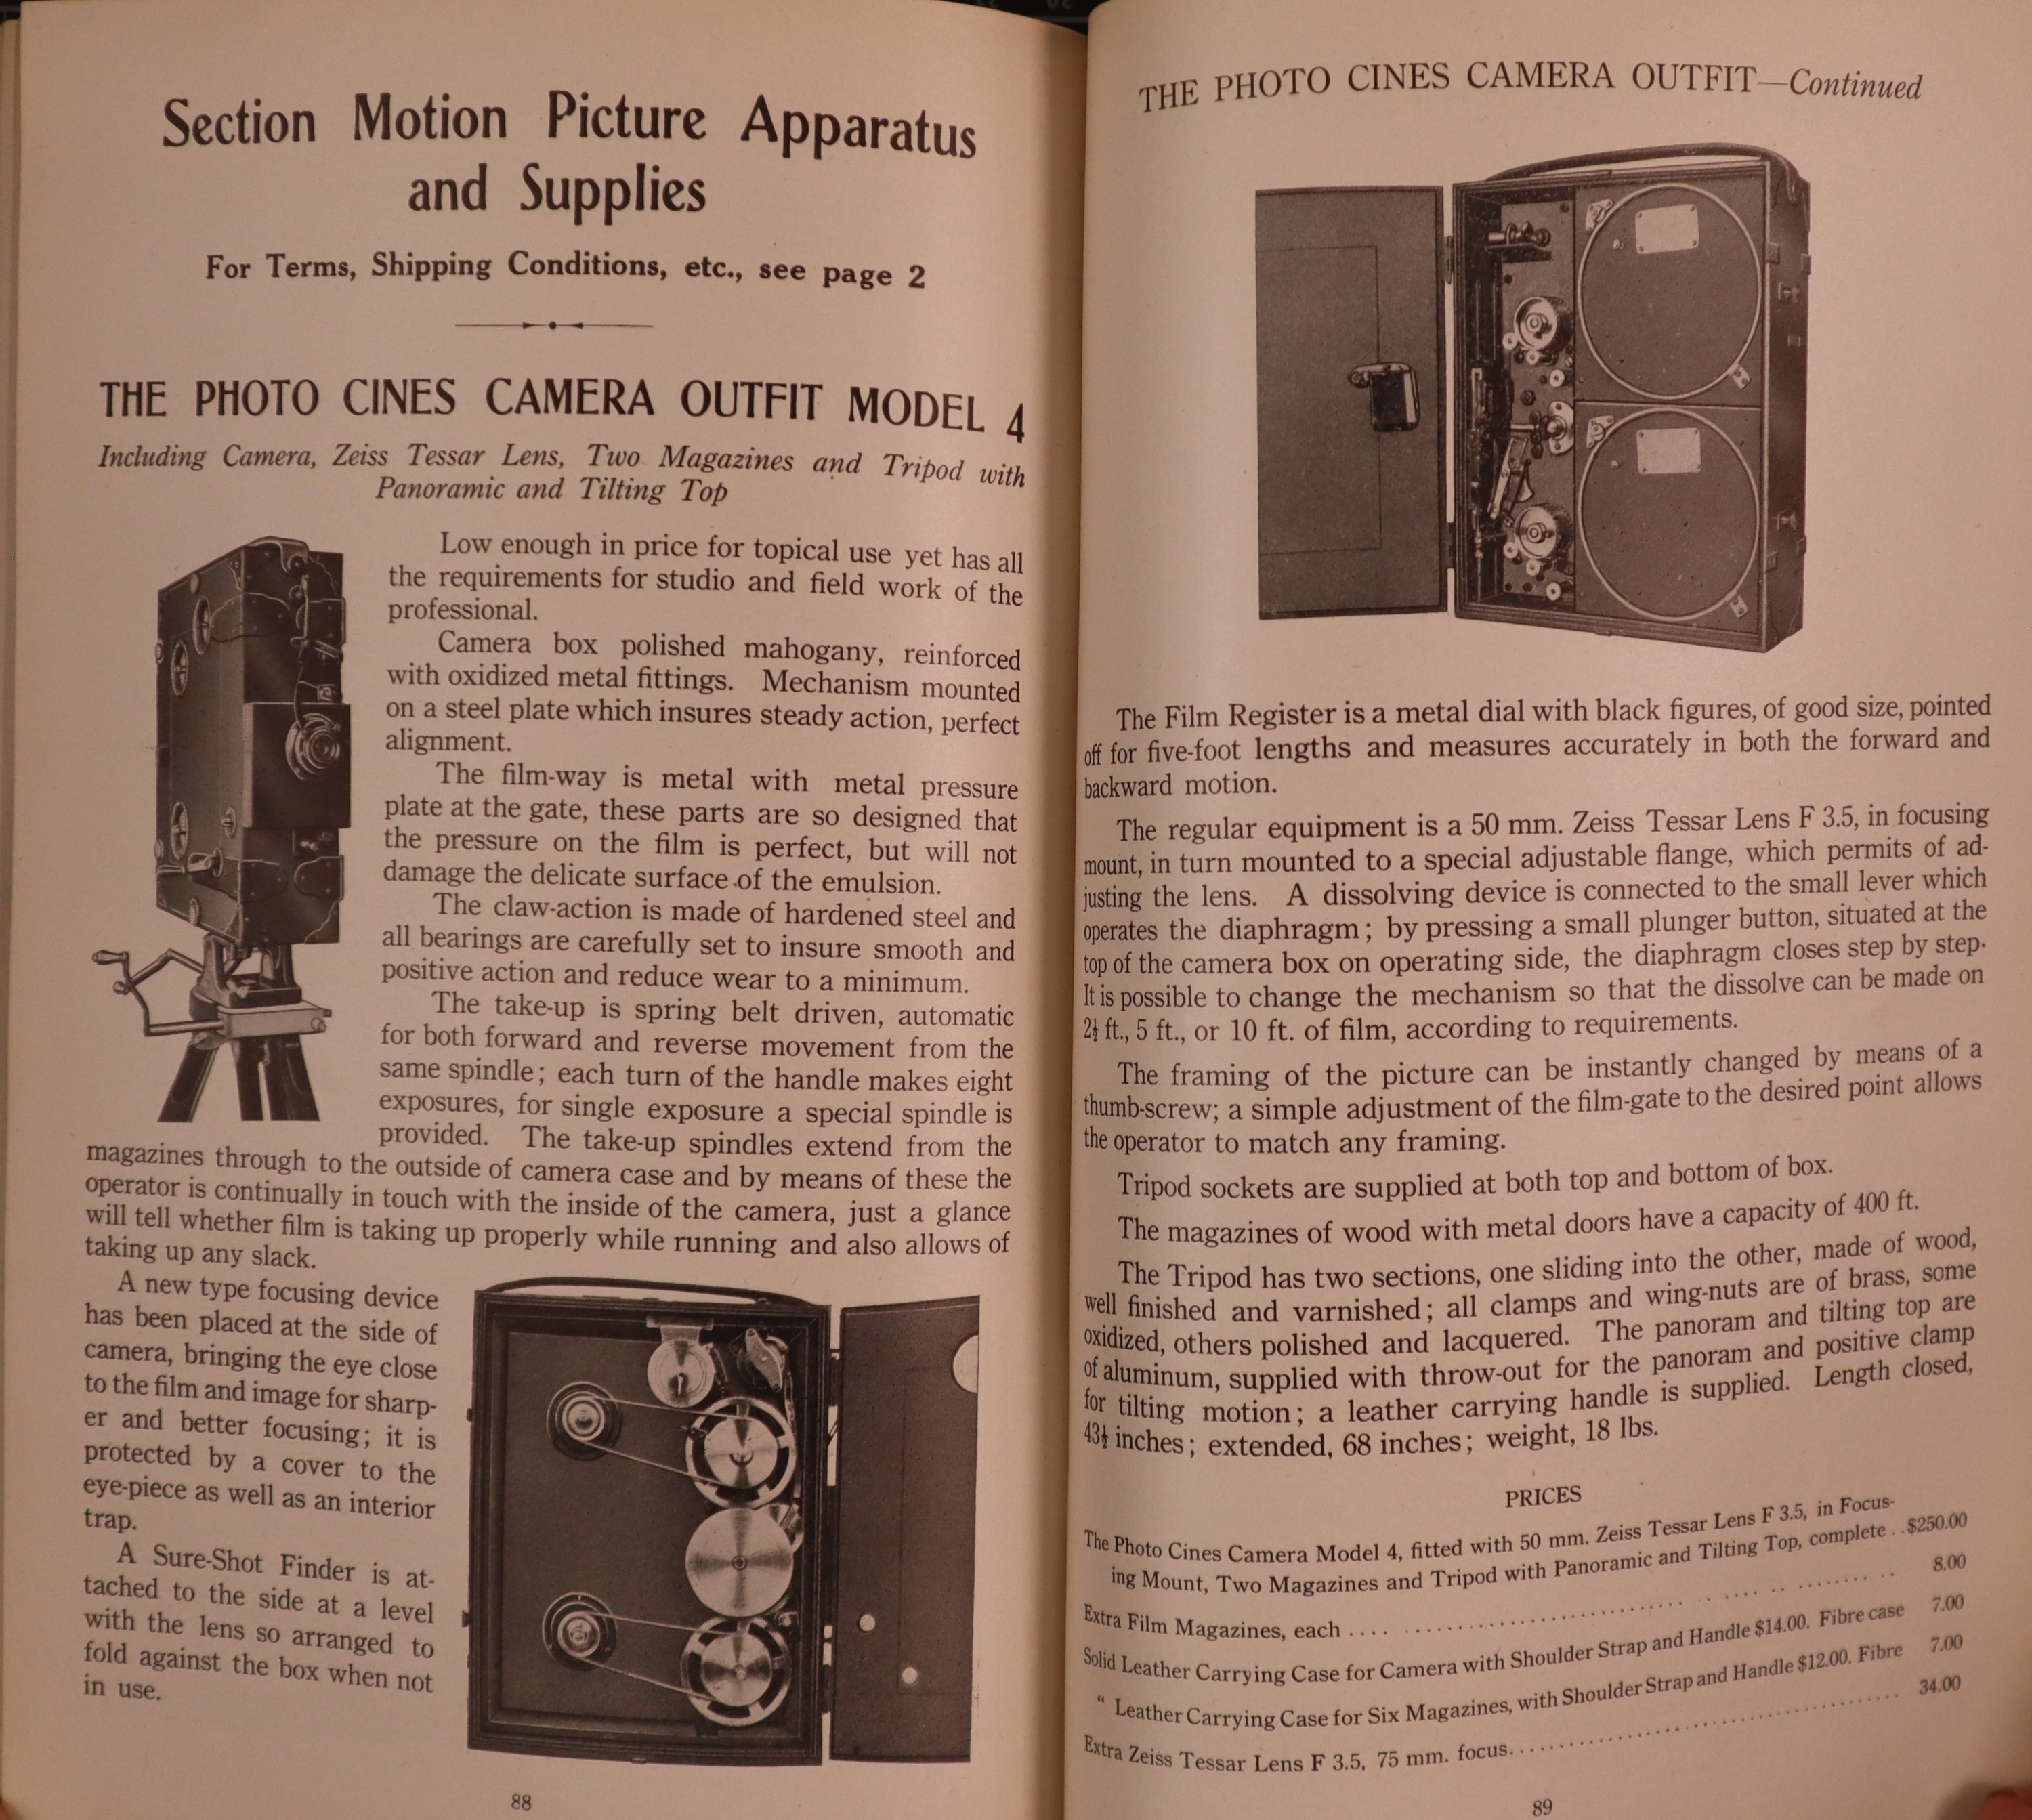 Section Motion Picture Apparatus
and Supplies
For Terms, Shipping Conditions, etc., see page 2
THE PHOTO CINES CAMERA OUTFIT MODEL 4
Including Camera, Zeiss Tessar Lens, Two Magazines and Tripod with
Panoramic and Tilting Top
Low enough in price for topical use yet has all
the requirements for studio and field work of the
professional.
Camera box polished mahogany, reinforced
with oxidized metal fittings. Mechanism mounted
on a steel plate which insures steady action, perfect
alignment.
The film-way is metal with metal pressure
plate at the gate, these parts are so designed that
the pressure on the film is perfect, but will not
damage the delicate surface of the emulsion.
The claw-action is made of hardened steel and
all bearings are carefully set to insure smooth and
positive action and reduce wear to a minimum.
The take-up is spring belt driven, automatic
for both forward and reverse movement from the
same spindle; each turn of the handle makes eight
exposures, for single exposure a special spindle is
provided. The take-up spindles extend from the
magazines through to the outside of camera case and by means of these the
operator is continually in touch with the inside of the camera, just a glance
will tell whether film is taking up properly while running and also allows of
taking up any slack.
A new type focusing device
has been placed at the side of
camera, bringing the eye close
to the film and image for sharp-
er and better focusing; it is
protected by a cover to the
eye-piece as well as an interior
trap.
A Sure-Shot Finder is at-
tached to the side at a level
with the lens so arranged to
fold against the box when not
in use.
88
THE PHOTO CINES CAMERA OUTFIT—Continued
The Film Register is a metal dial with black figures, of good size, pointed
off for five-foot lengths and measures accurately in both the forward and
backward motion.
The regular equipment is a 50 mm. Zeiss Tessar Lens F 3.5, in focusing
mount, in turn mounted to a special adjustable flange, which permits of ad-
justing the lens. A dissolving device is connected to the small lever which
operates the diaphragm; by pressing a small plunger button, situated at the
top of the camera box on operating side, the diaphragm closes step by step.
It is possible to change the mechanism so that the dissolve can be made on
2½ ft., 5 ft., or 10 ft. of film, according to requirements.
The framing of the picture can be instantly changed by means of a
thumb-screw; a simple adjustment of the film-gate to the desired point allows
the operator to match any framing.
Tripod sockets are supplied at both top and bottom of box.
The magazines of wood with metal doors have a capacity of 400 ft.
The Tripod has two sections, one sliding into the other, made of wood,
well finished and varnished; all clamps and wing-nuts are of brass, some
oxidized, others polished and lacquered. The panoram and tilting top are
of aluminum, supplied with throw-out for the panoram and positive clamp
for tilting motion; a leather carrying handle is supplied. Length closed,
43½ inches; extended, 68 inches; weight, 18 lbs.
PRICES
The Photo Cines Camera Model 4, fitted with 50 mm. Zeiss Tessar Lens F 3.5, in Focus-
ing Mount, Two Magazines and Tripod with Panoramic and Tilting Top, complete . . $250.00
Extra Film Magazines, each . . . . 8.00
Solid Leather Carrying Case for Camera with Shoulder Strap and Handle $14.00. Fibre case 7.00
" Leather Carrying Case for Six Magazines, with Shoulder Strap and Handle $12.00. Fibre 7.00
Extra Zeiss Tessar Lens F 3.5, 75 mm. focus . . . . 34.00
89